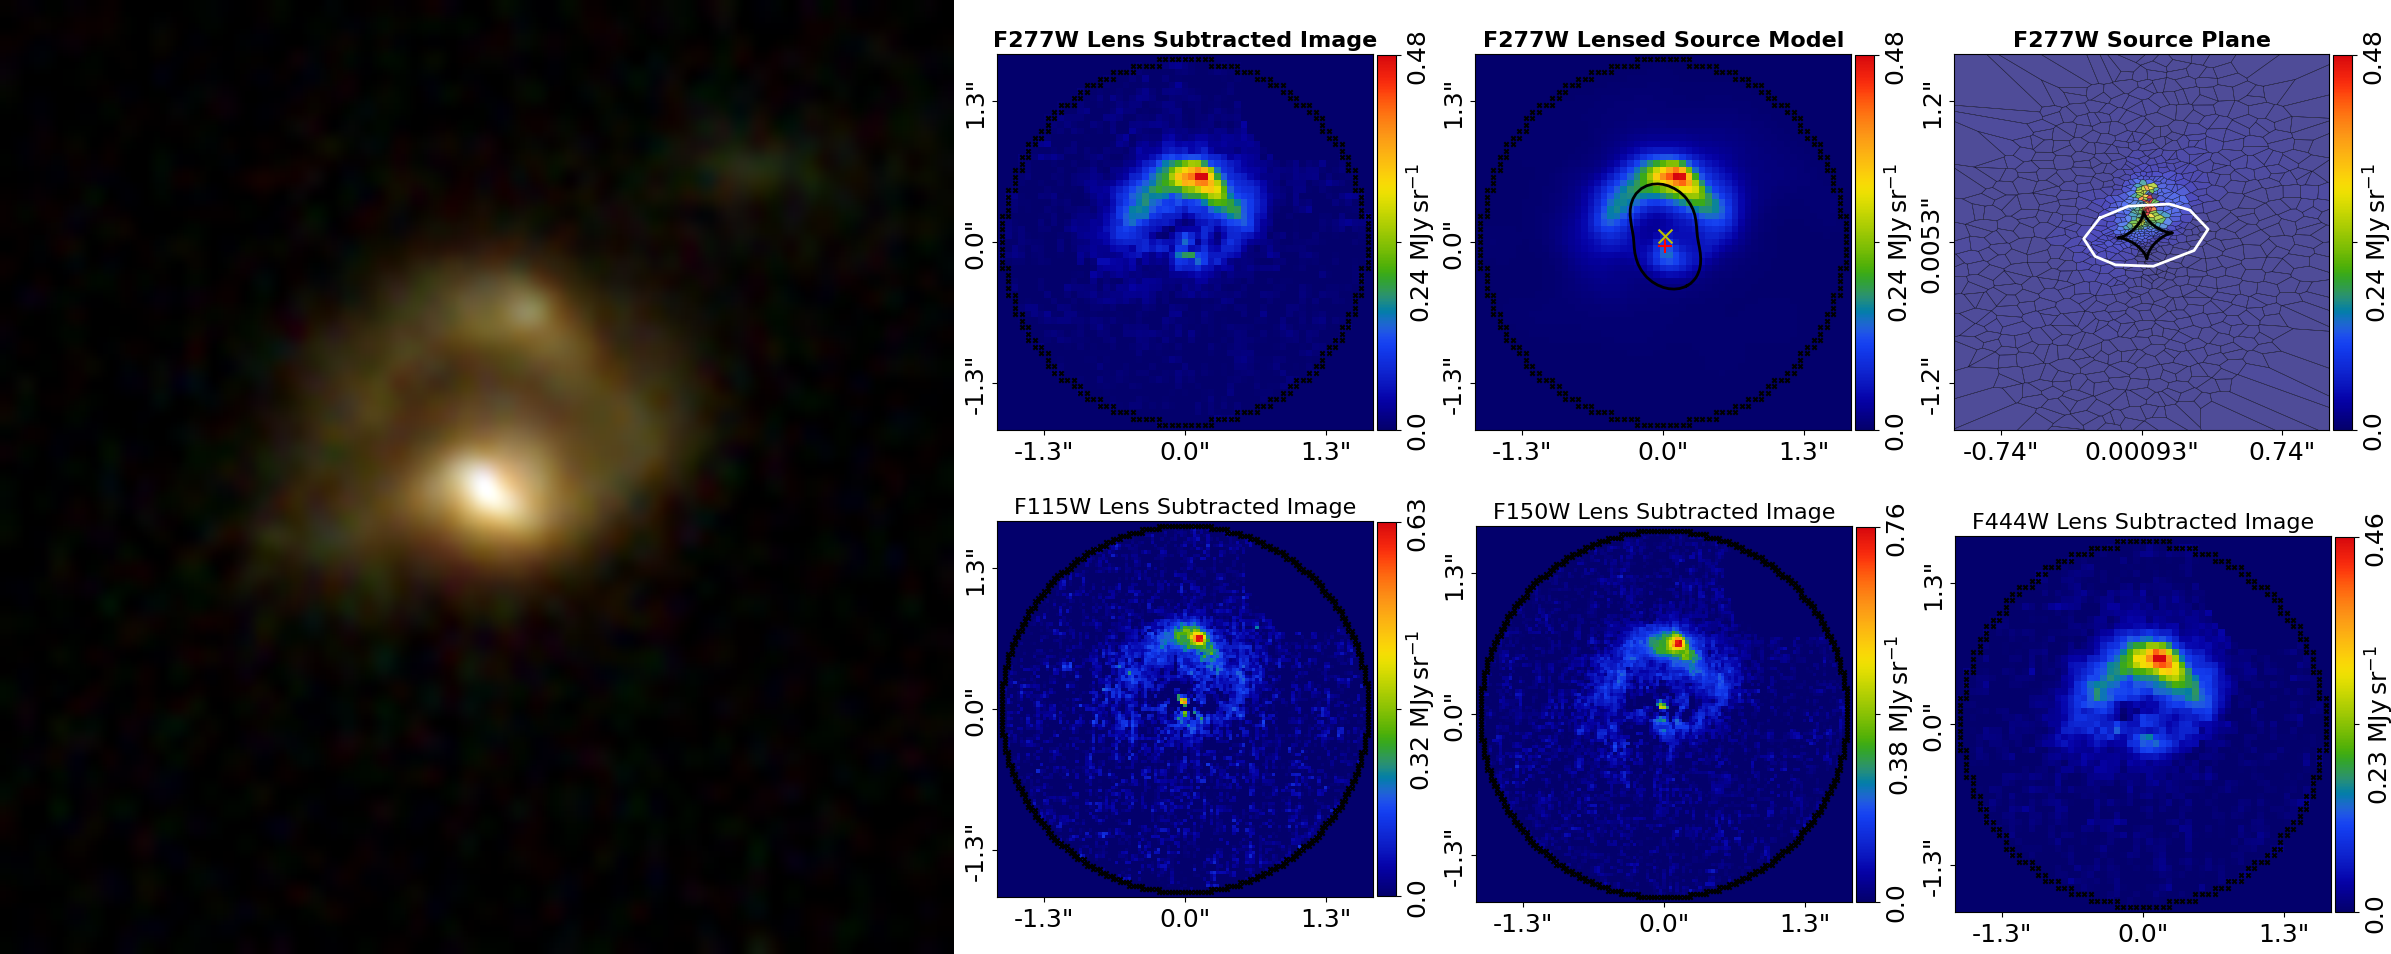 F277W Lens Subtracted Image
1.3"
0.0"
-1.3"
-1.3" 0.0" 1.3"
0.48
0.24 MJy sr−1
0.0
F277W Lensed Source Model
1.3"
0.0"
-1.3"
-1.3" 0.0" 1.3"
0.48
0.24 MJy sr−1
0.0
F277W Source Plane
1.2"
0.0053"
-1.2"
-0.74" 0.00093" 0.74"
0.48
0.24 MJy sr−1
0.0
F115W Lens Subtracted Image
1.3"
0.0"
-1.3"
-1.3" 0.0" 1.3"
0.63
0.32 MJy sr−1
0.0
F150W Lens Subtracted Image
1.3"
0.0"
-1.3"
-1.3" 0.0" 1.3"
0.76
0.38 MJy sr−1
0.0
F444W Lens Subtracted Image
1.3"
0.0"
-1.3"
-1.3" 0.0" 1.3"
0.46
0.23 MJy sr−1
0.0